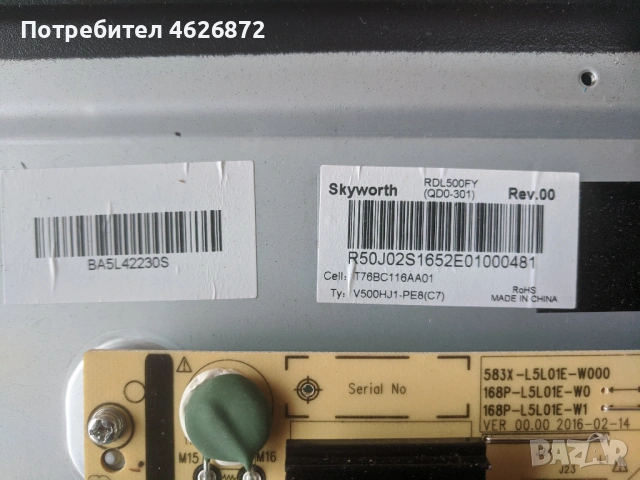 Потребител 4626872
Skyworth RDL500FY (QD0-301) Rev.00
R50J02S1652E01000481
Cell: T76BC116AA01
Ty: V500HJ1-PE8(C7)
RoHS
MADE IN CHINA
BA5L42230S
Serial No
583X-L5L01E-W000
168P-L5L01E-W0
168P-L5L01E-W1
VER 00.00 2016-02-14
M15 M16
J23
bazar